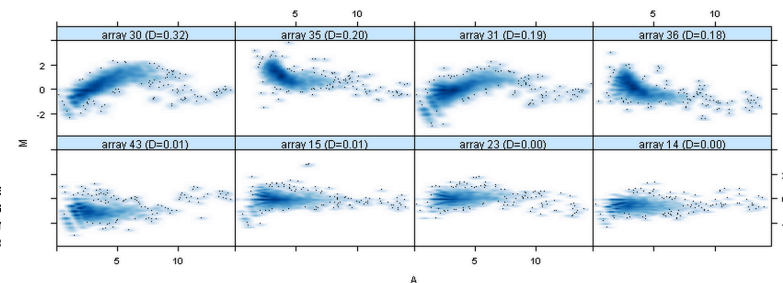 5 10 5 10
array 30 (D=0.32) array 35 (D=0.20) array 31 (D=0.19) array 36 (D=0.18)
2
0
-2
M
array 43 (D=0.01) array 15 (D=0.01) array 23 (D=0.00) array 14 (D=0.00)
5 10 5 10
A